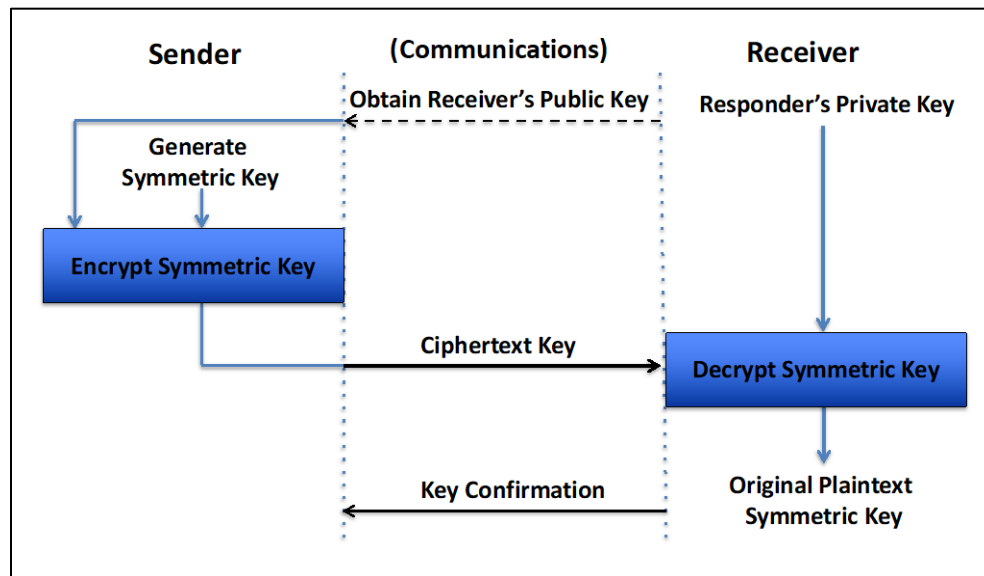 Sender
(Communications)
Receiver
Obtain Receiver's Public Key
Responder's Private Key
Generate
Symmetric Key
Encrypt Symmetric Key
Ciphertext Key
Decrypt Symmetric Key
Key Confirmation
Original Plaintext
Symmetric Key